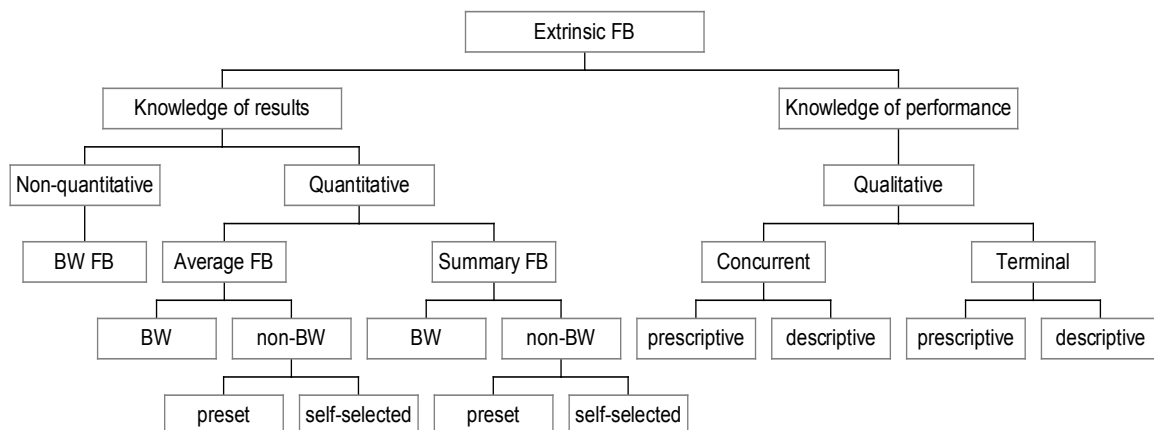 Extrinsic FB
Knowledge of results
Knowledge of performance
Non-quantitative
Quantitative
Qualitative
BW FB
Average FB
Summary FB
Concurrent
Terminal
BW
non-BW
BW
non-BW
prescriptive
descriptive
prescriptive
descriptive
preset
self-selected
preset
self-selected